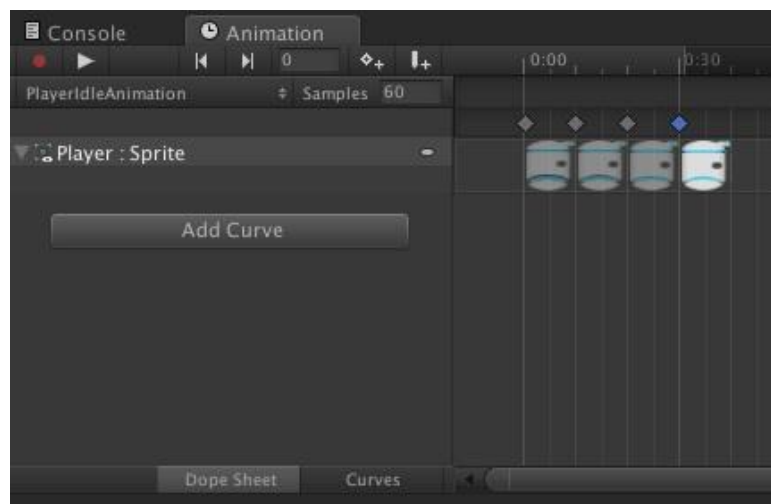 Console Animation
0 0:00 0:30
PlayerIdleAnimation Samples 60
Player : Sprite
Add Curve
Dope Sheet Curves